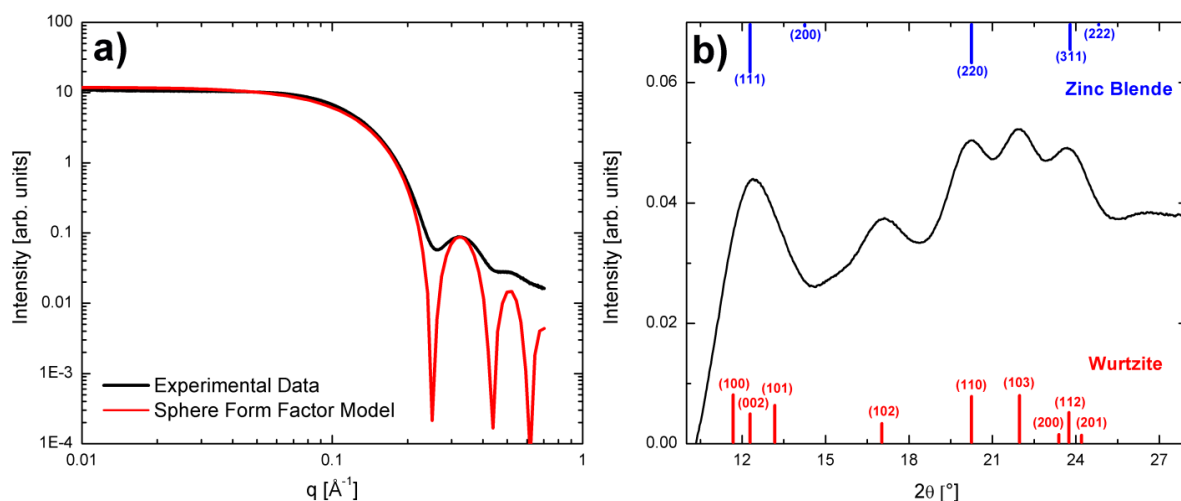 a)
Intensity [arb. units]
100
10
1
0.1
0.01
1E-3
1E-4
0.01
0.1
1
q [Å-1]
Experimental Data
Sphere Form Factor Model
b)
Intensity [arb. units]
0.06
0.04
0.02
0.00
12
15
18
21
24
27
2θ [°]
(111)
(200)
(220)
(311)
(222)
Zinc Blende
Wurtzite
(100)
(002)
(101)
(102)
(110)
(103)
(200)
(112)
(201)